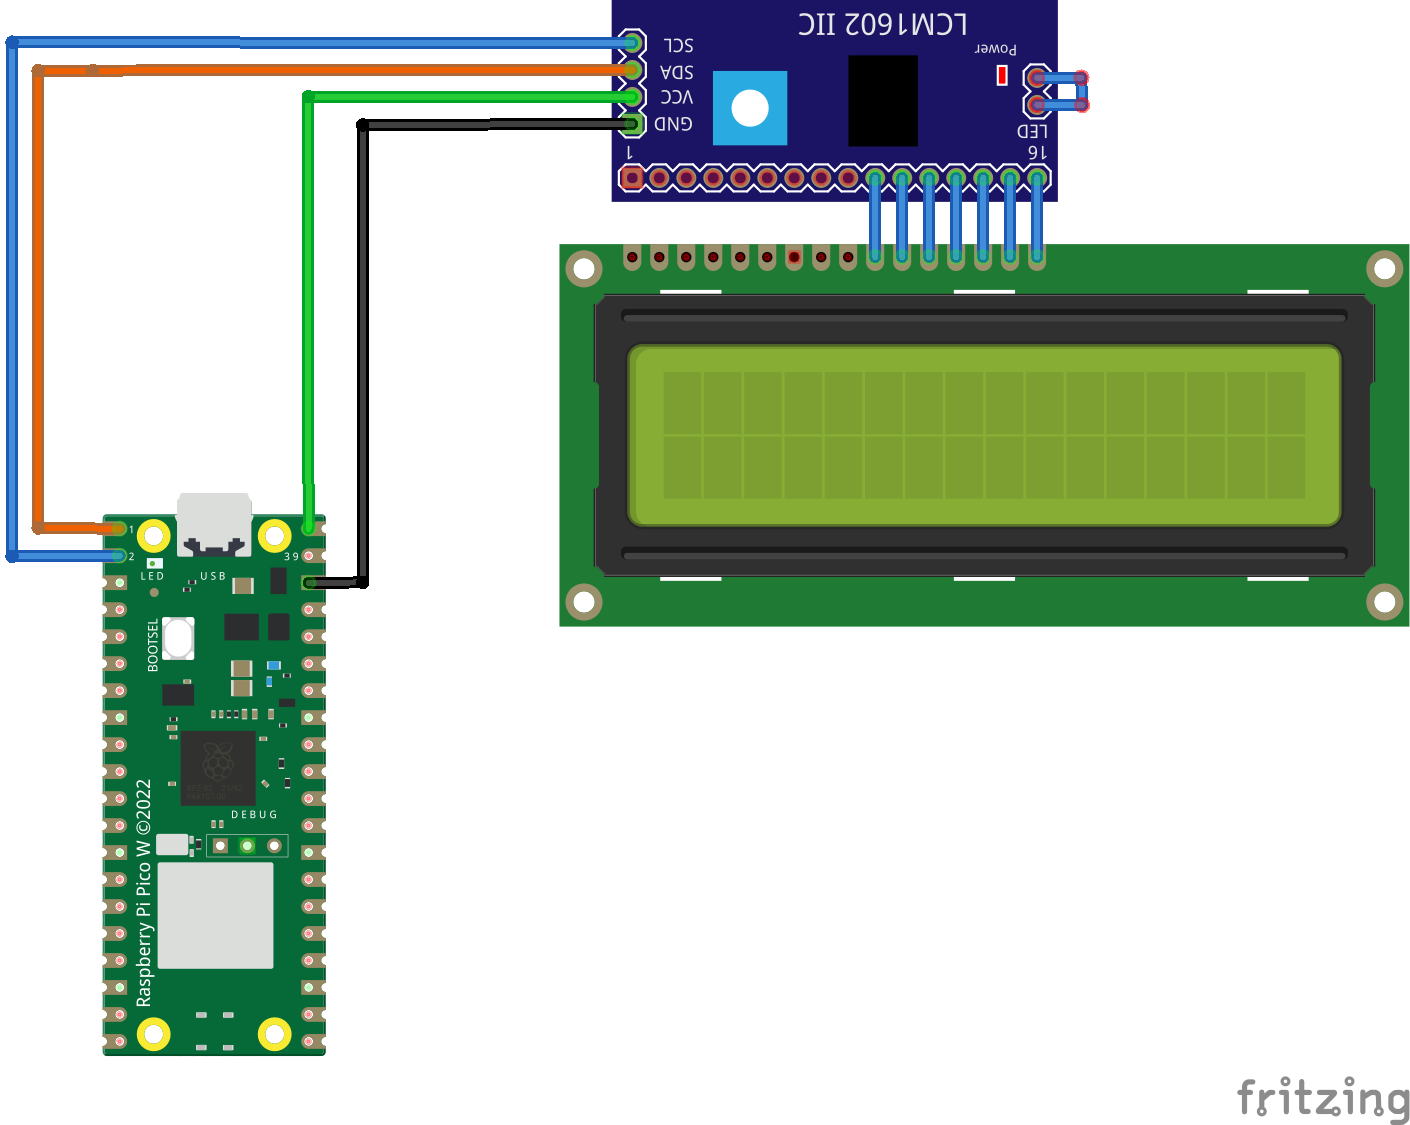 LCM1602 IIC
SCL
SDA
VCC
GND
Power
LED
1
16
1
2
39
LED
USB
BOOTSEL
DEBUG
Raspberry Pi Pico W ©2022
fritzing